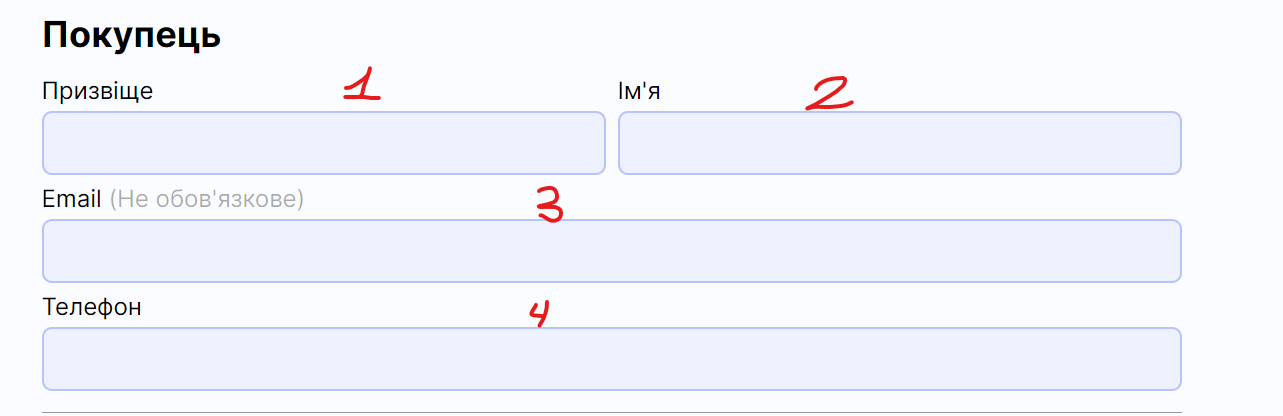 Покупець
Призвіще 1
Ім'я 2
Email (Не обов'язкове) 3
Телефон 4